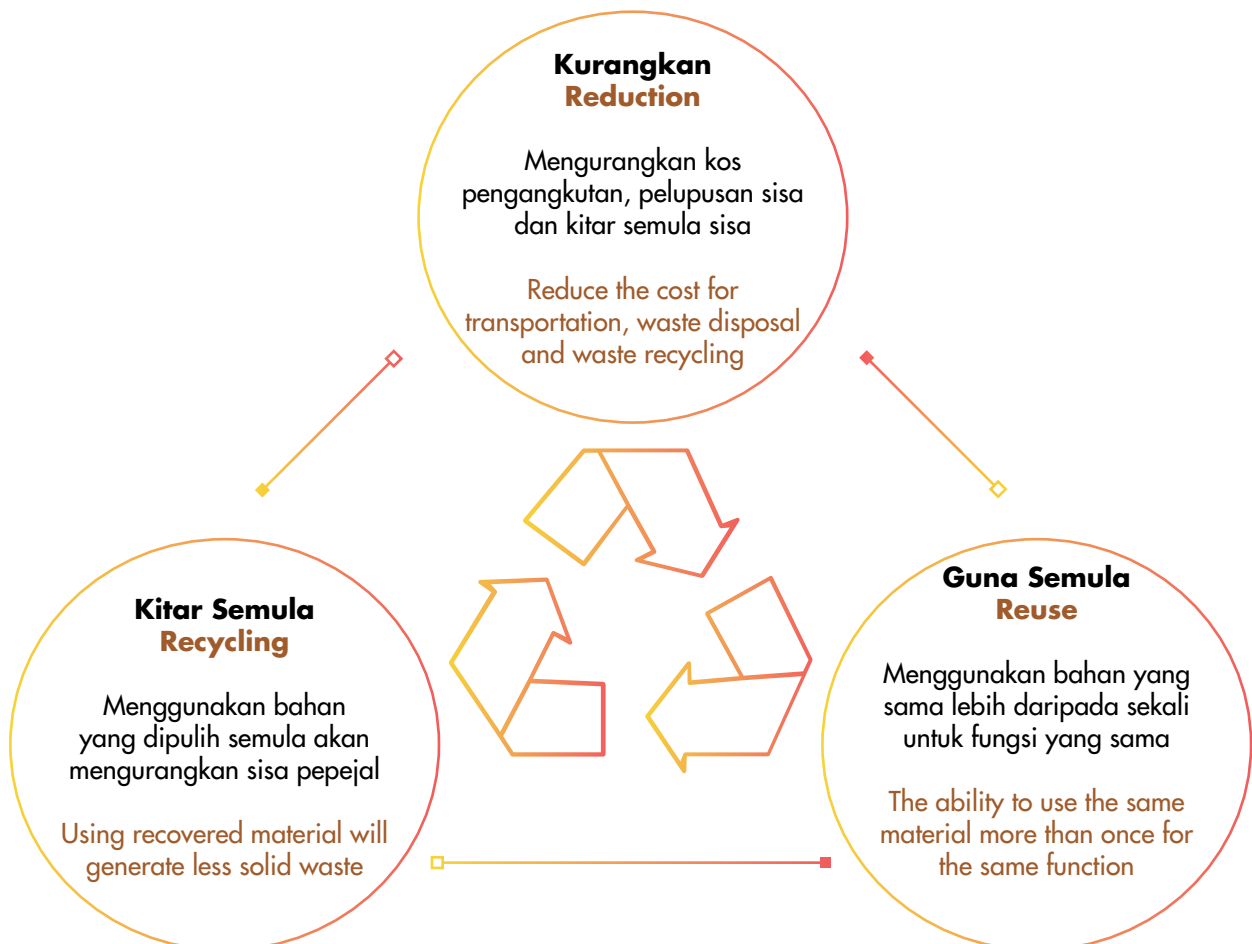 Kurangkan
Reduction
Mengurangkan kos
pengangkutan, pelupusan sisa
dan kitar semula sisa
Reduce the cost for
transportation, waste disposal
and waste recycling
Kitar Semula
Recycling
Menggunakan bahan
yang dipulih semula akan
mengurangkan sisa pepejal
Using recovered material will
generate less solid waste
Guna Semula
Reuse
Menggunakan bahan yang
sama lebih daripada sekali
untuk fungsi yang sama
The ability to use the same
material more than once for
the same function